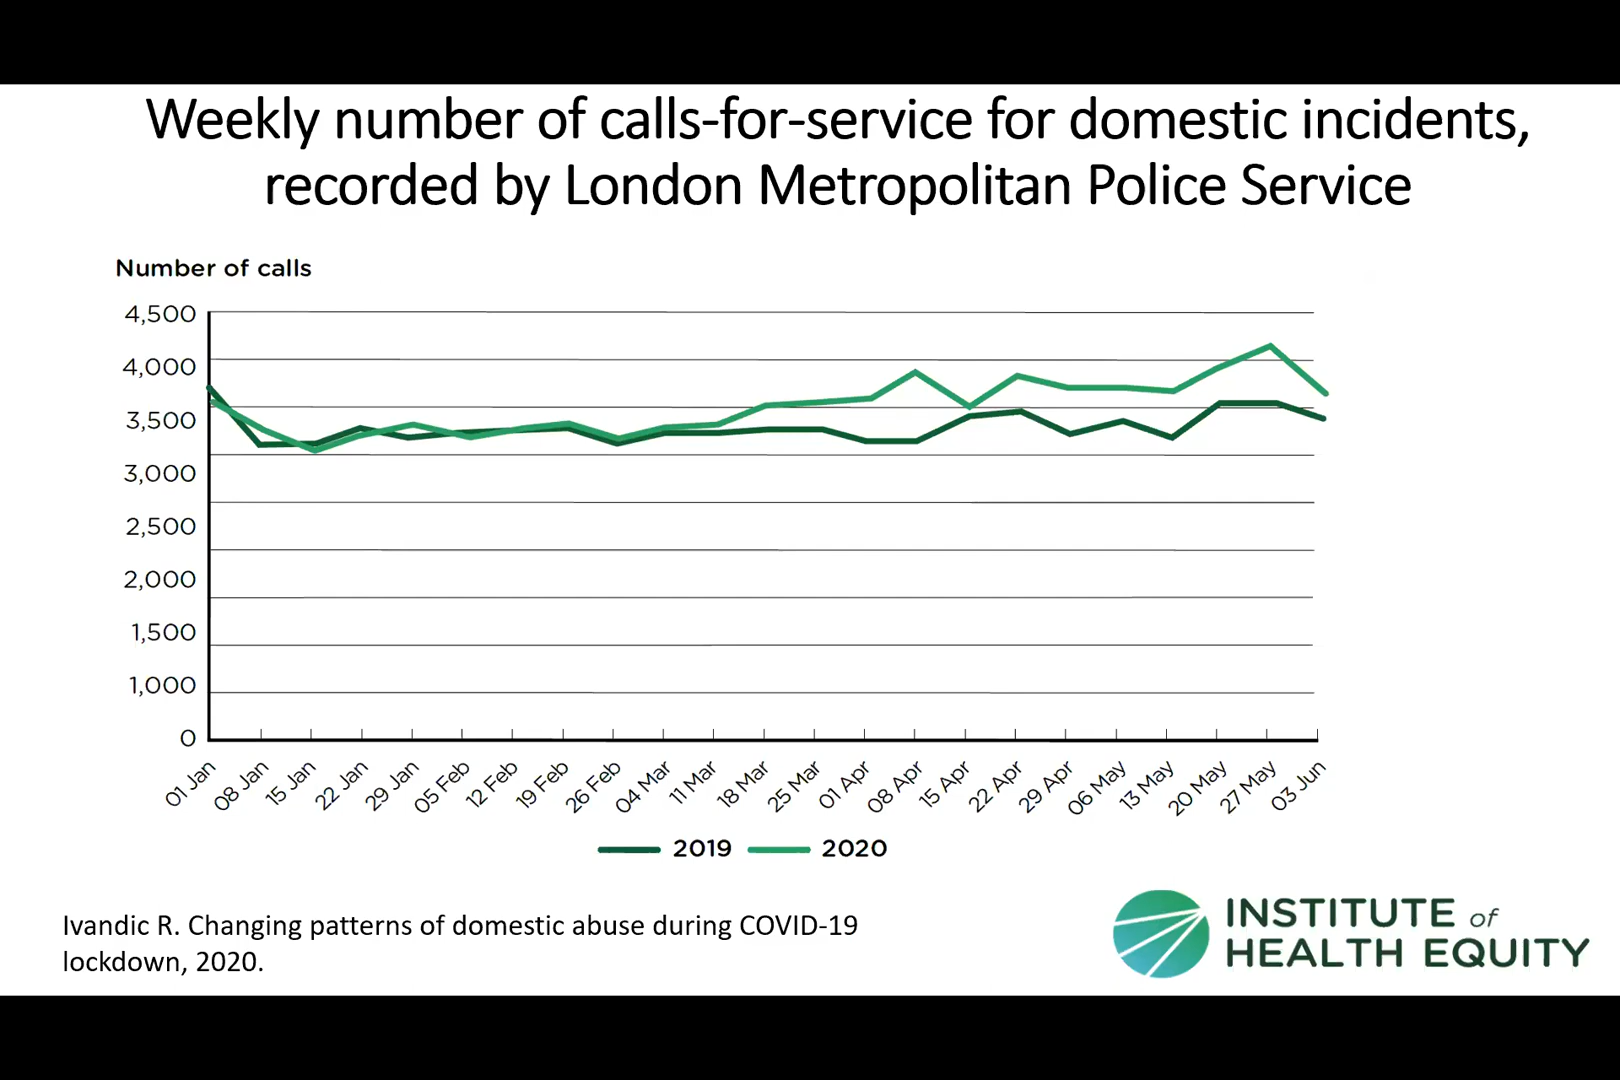 Weekly number of calls-for-service for domestic incidents,
recorded by London Metropolitan Police Service
Number of calls
4,500
4,000
3,500
3,000
2,500
2,000
1,500
1,000
0
01 Jan
08 Jan
15 Jan
22 Jan
29 Jan
05 Feb
12 Feb
19 Feb
26 Feb
04 Mar
11 Mar
18 Mar
25 Mar
01 Apr
08 Apr
15 Apr
22 Apr
29 Apr
06 May
13 May
20 May
27 May
03 Jun
2019 2020
Ivandic R. Changing patterns of domestic abuse during COVID-19
lockdown, 2020.
INSTITUTE of
HEALTH EQUITY